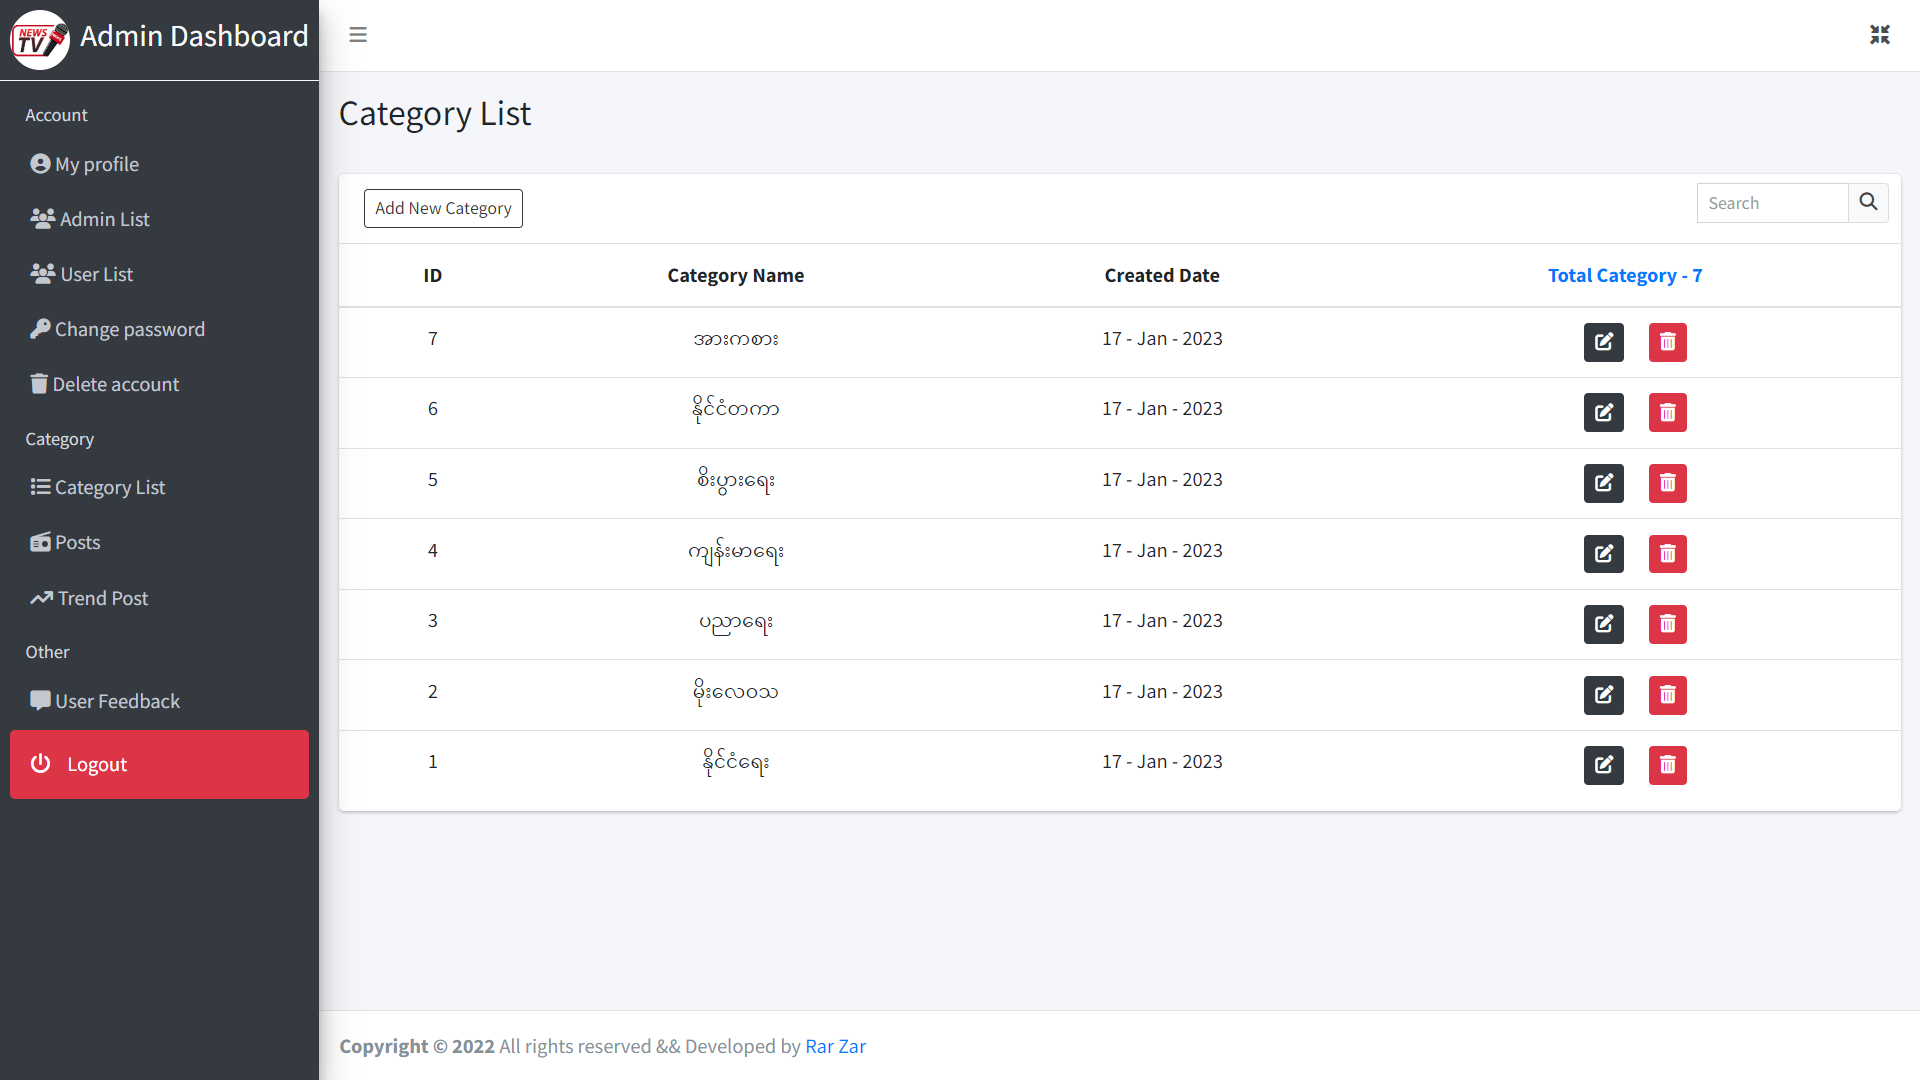 NEWS
TV
Admin Dashboard
Account
My profile
Admin List
User List
Change password
Delete account
Category
Category List
Posts
Trend Post
Other
User Feedback
Logout
Category List
Add New Category
Search
ID Category Name Created Date Total Category - 7
7 အားကစား 17 - Jan - 2023
6 နိုင်ငံတကာ 17 - Jan - 2023
5 စီးပွားရေး 17 - Jan - 2023
4 ကျန်းမာရေး 17 - Jan - 2023
3 ပညာရေး 17 - Jan - 2023
2 မိုးလေဝသ 17 - Jan - 2023
1 နိုင်ငံရေး 17 - Jan - 2023
Copyright © 2022 All rights reserved && Developed by Rar Zar